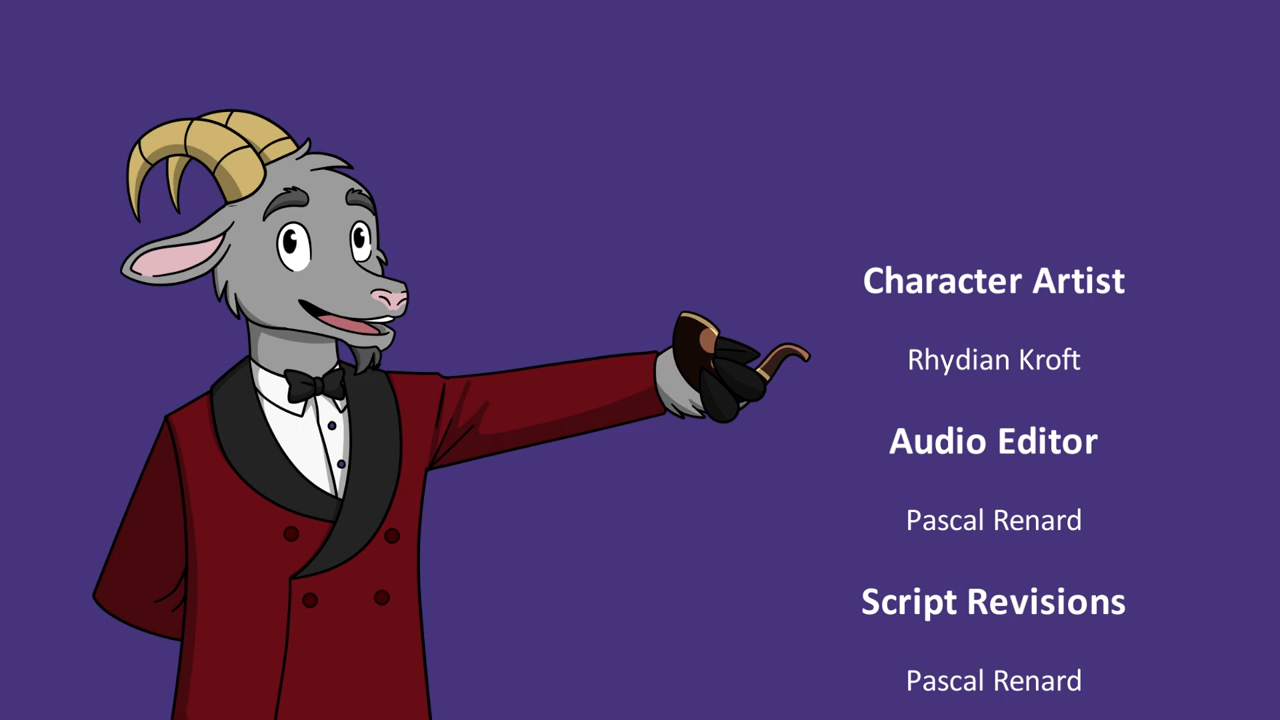 Character Artist
Rhydian Kroft
Audio Editor
Pascal Renard
Script Revisions
Pascal Renard